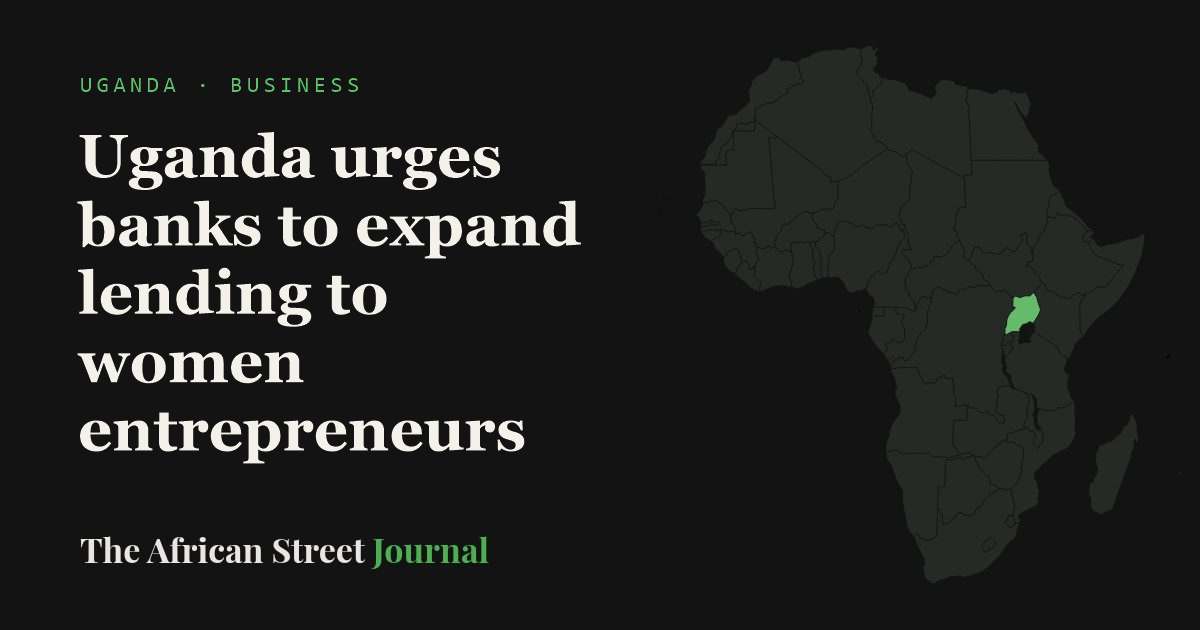 UGANDA · BUSINESS
Uganda urges
banks to expand
lending to
women
entrepreneurs
The African Street Journal